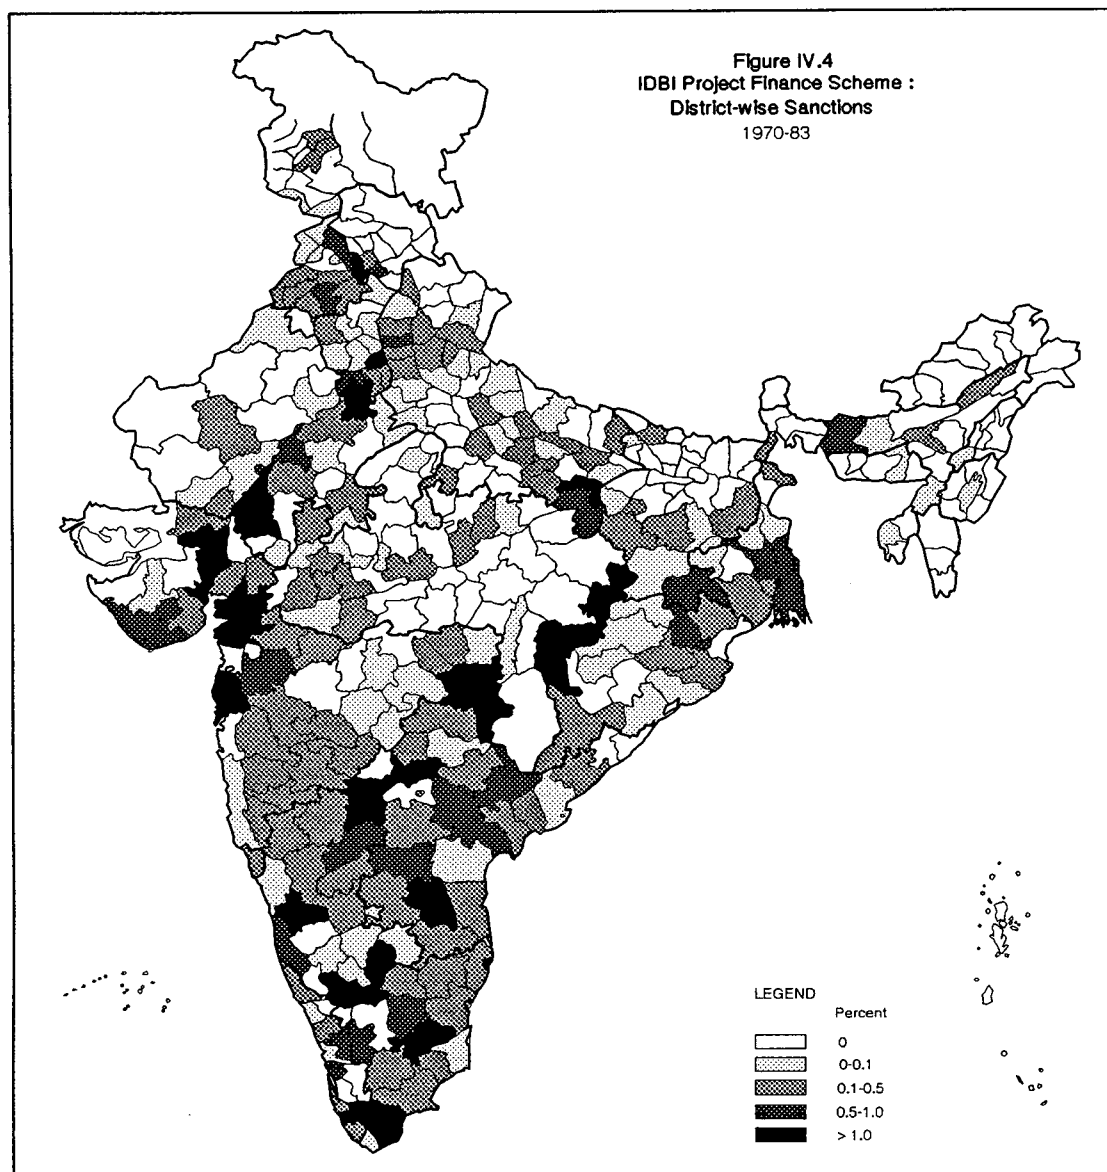 Figure IV.4
IDBI Project Finance Scheme :
District-wise Sanctions
1970-83
LEGEND
Percent
0
0-0.1
0.1-0.5
0.5-1.0
> 1.0